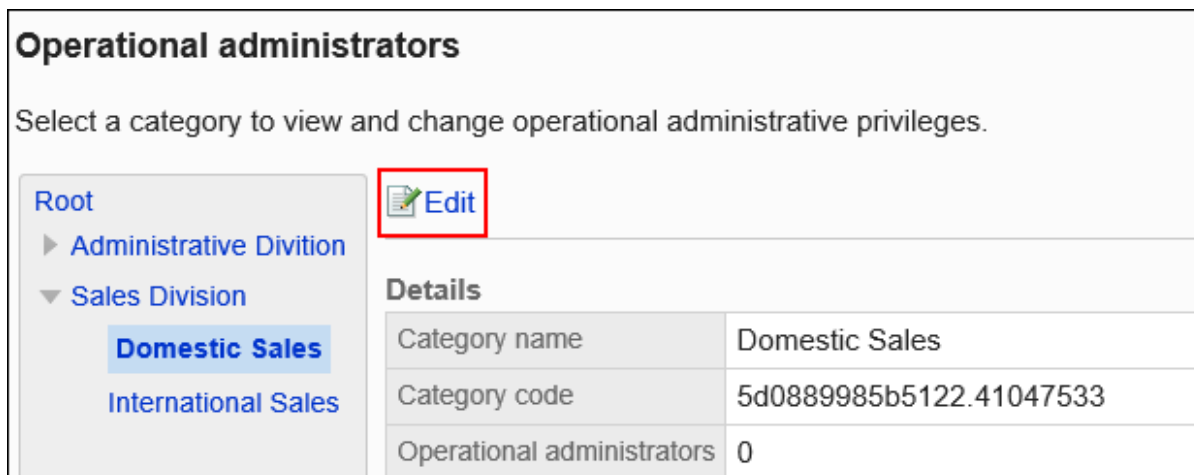 Operational administrators
Select a category to view and change operational administrative privileges.
Root
Administrative Divition
Sales Division
Domestic Sales
International Sales
Edit
Details
Category name Domestic Sales
Category code 5d0889985b5122.41047533
Operational administrators 0